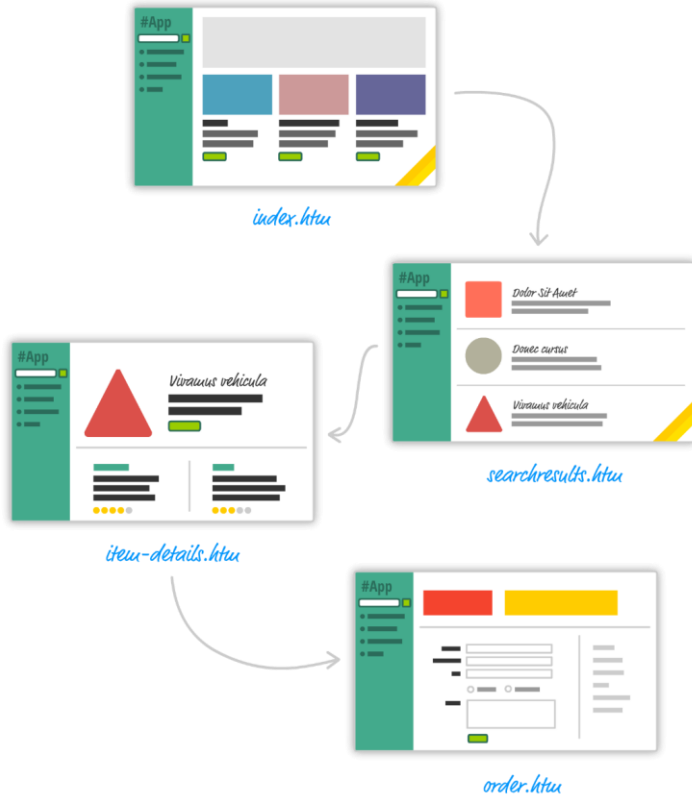 #App
index.htm
#App
Dolor Sit Amet
Donec cursus
Vivamus vehicula
searchresults.htm
#App
Vivamus vehicula
item-details.htm
#App
order.htm